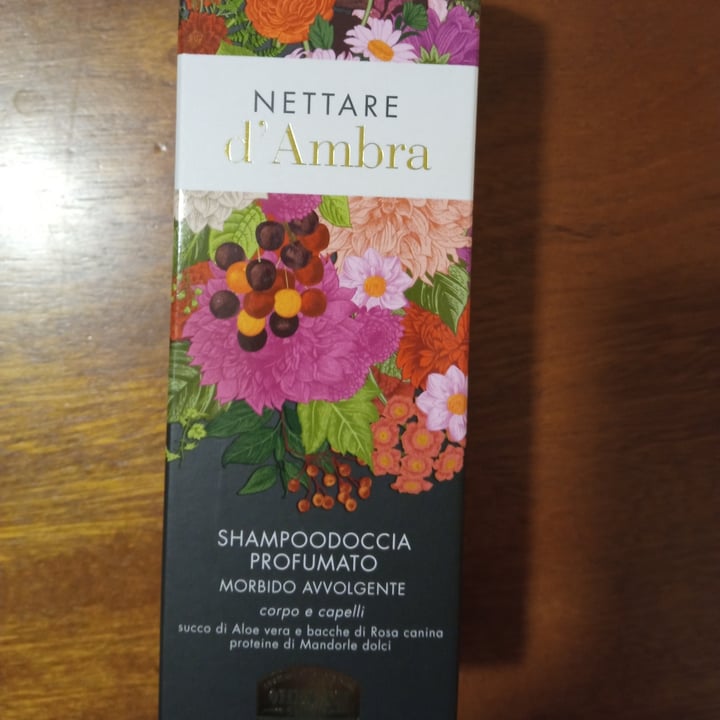 NETTARE
d'Ambra
SHAMPOODOCCIA
PROFUMATO
MORBIDO AVVOLGENTE
corpo e capelli
succo di Aloe vera e bacche di Rosa canina
proteine di Mandorle dolci